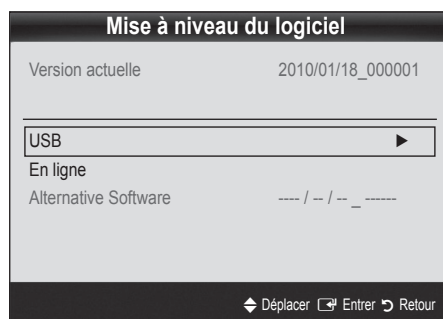 Mise à niveau du logiciel
Version actuelle 2010/01/18_000001
USB ►
En ligne
Alternative Software ---- / -- / -- _ ------
Déplacer Entrer Retour